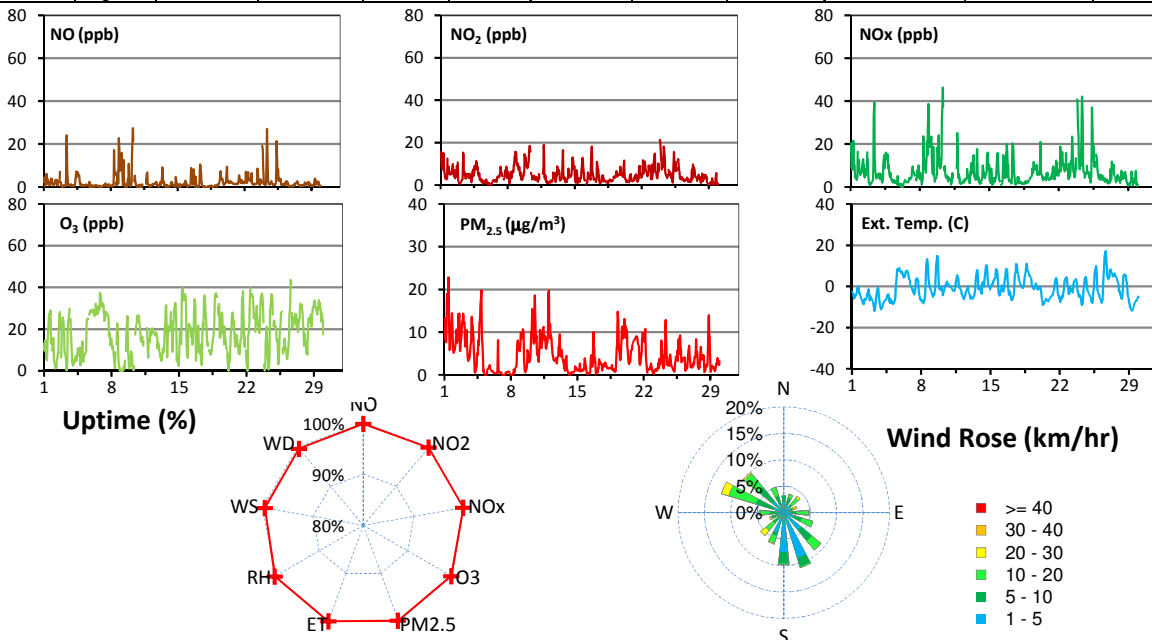 NO (ppb)
80
60
40
20
0
NO2 (ppb)
80
60
40
20
0
NOx (ppb)
80
60
40
20
0
O3 (ppb)
80
60
40
20
0
1 8 15 22 29
PM2.5 (µg/m³)
40
30
20
10
0
1 8 15 22 29
Ext. Temp. (C)
40
20
0
-20
-40
1 8 15 22 29
Uptime (%)
NO
100%
90%
80%
NO2
NOx
O3
PM2.5
ET
RH
WS
WD
Wind Rose (km/hr)
N
20%
15%
10%
5%
0%
W
E
S
>= 40
30 - 40
20 - 30
10 - 20
5 - 10
1 - 5